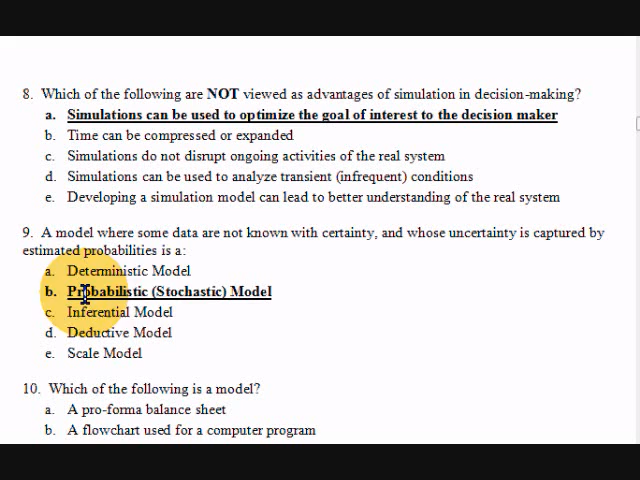 8. Which of the following are NOT viewed as advantages of simulation in decision-making?
a. Simulations can be used to optimize the goal of interest to the decision maker
b. Time can be compressed or expanded
c. Simulations do not disrupt ongoing activities of the real system
d. Simulations can be used to analyze transient (infrequent) conditions
e. Developing a simulation model can lead to better understanding of the real system
9. A model where some data are not known with certainty, and whose uncertainty is captured by
estimated probabilities is a:
a. Deterministic Model
b. Probabilistic (Stochastic) Model
c. Inferential Model
d. Deductive Model
e. Scale Model
10. Which of the following is a model?
a. A pro-forma balance sheet
b. A flowchart used for a computer program